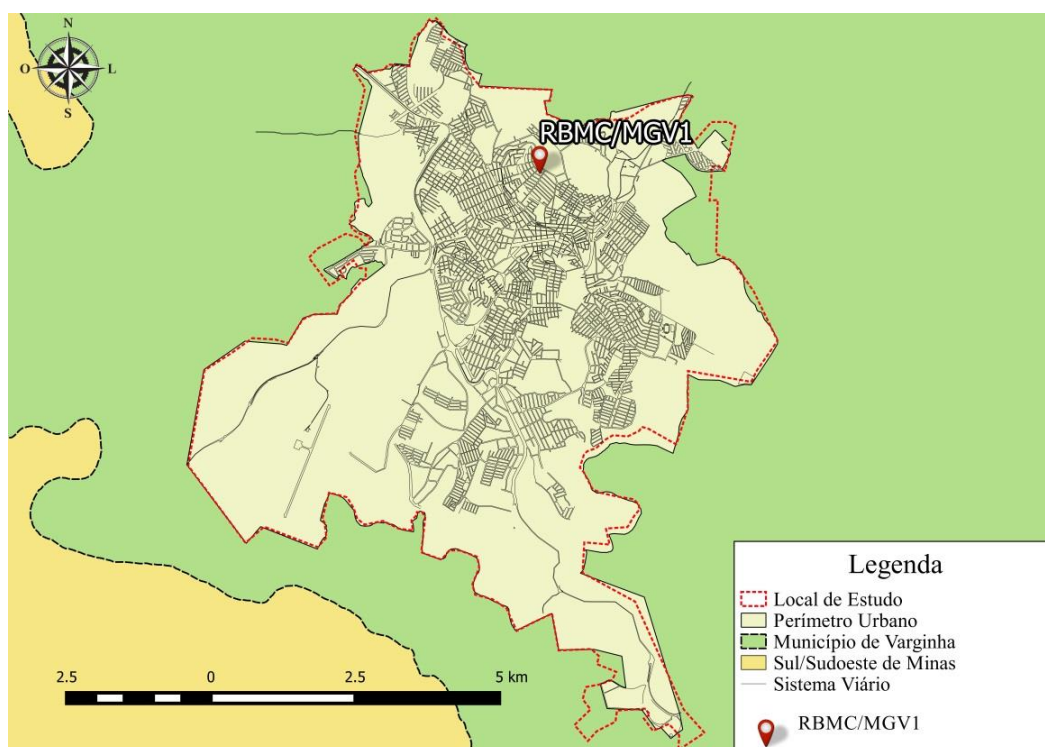 N
O
L
S
RBMC/MGV1
Legenda
Local de Estudo
Perímetro Urbano
Município de Varginha
Sul/Sudoeste de Minas
Sistema Viário
RBMC/MGV1
2.5 0 2.5 5 km